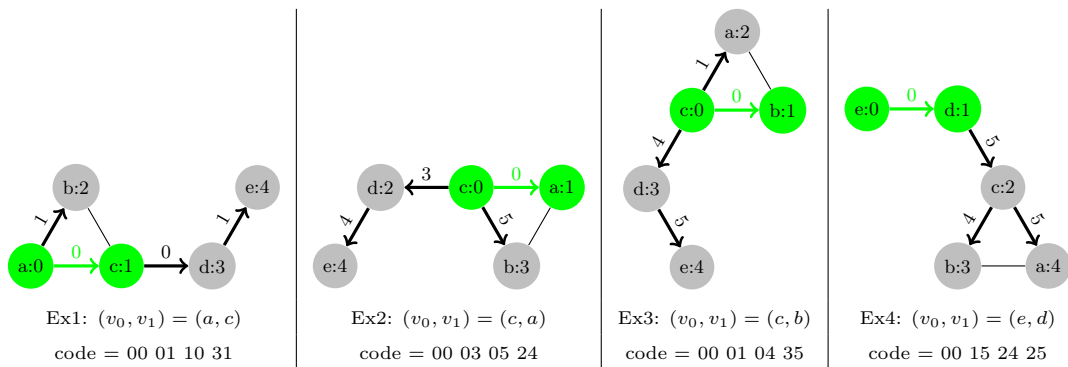 b:2
e:4
1
1
0
0
a:0
c:1
d:3
Ex1: (v₀, v₁) = (a, c)
code = 00 01 10 31
3
0
d:2
c:0
a:1
4
5
e:4
b:3
Ex2: (v₀, v₁) = (c, a)
code = 00 03 05 24
a:2
1
0
c:0
b:1
4
d:3
5
e:4
Ex3: (v₀, v₁) = (c, b)
code = 00 01 04 35
0
e:0
d:1
5
c:2
4
5
b:3
a:4
Ex4: (v₀, v₁) = (e, d)
code = 00 15 24 25